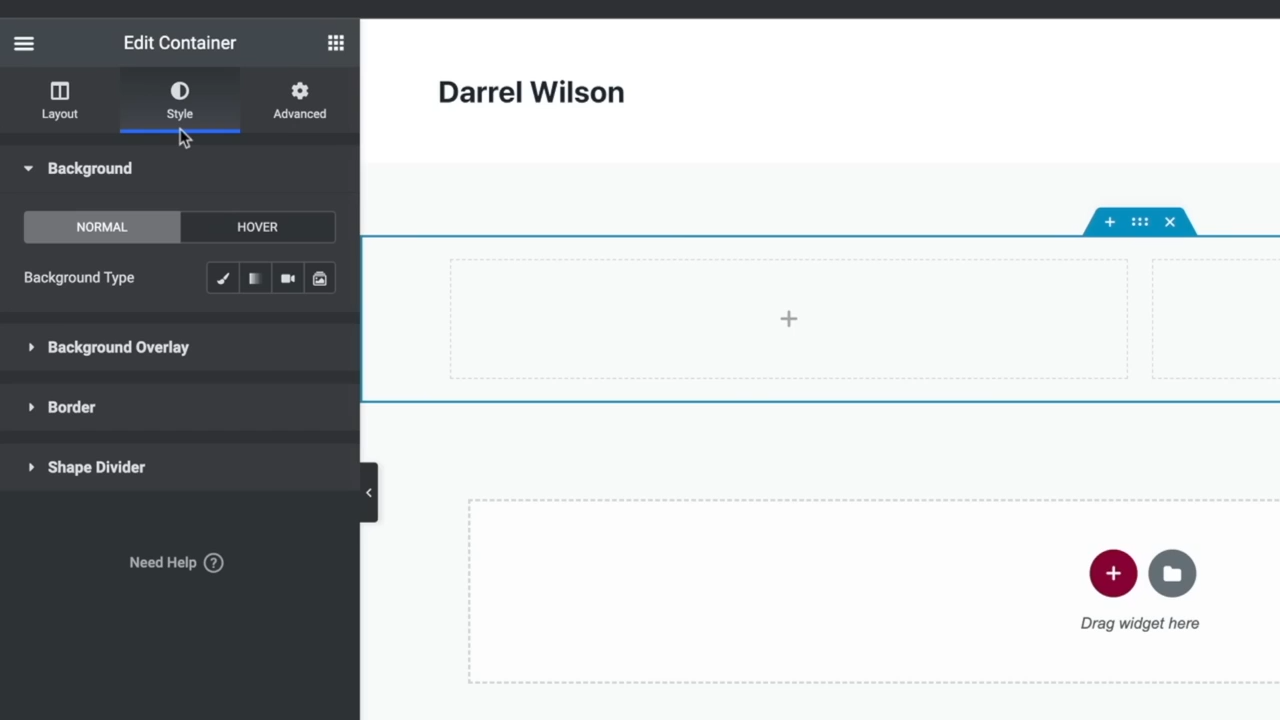 Edit Container
Layout
Style
Advanced
Background
NORMAL
HOVER
Background Type
Background Overlay
Border
Shape Divider
Need Help ?
Darrel Wilson
Drag widget here